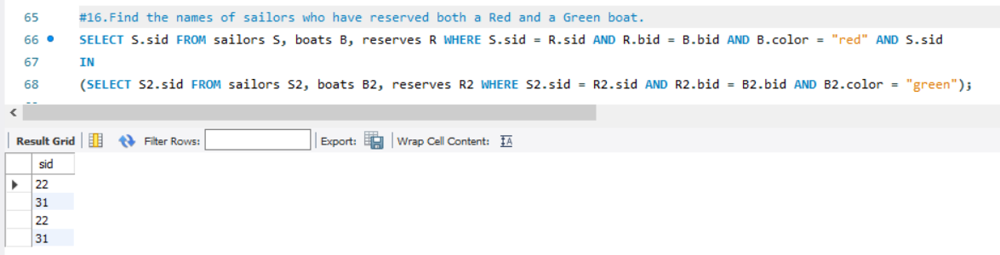 65 #16.Find the names of sailors who have reserved both a Red and a Green boat.
66 SELECT S.sid FROM sailors S, boats B, reserves R WHERE S.sid = R.sid AND R.bid = B.bid AND B.color = "red" AND S.sid
67 IN
68 (SELECT S2.sid FROM sailors S2, boats B2, reserves R2 WHERE S2.sid = R2.sid AND R2.bid = B2.bid AND B2.color = "green");
Result Grid Filter Rows: Export: Wrap Cell Content: IA
sid
22
31
22
31